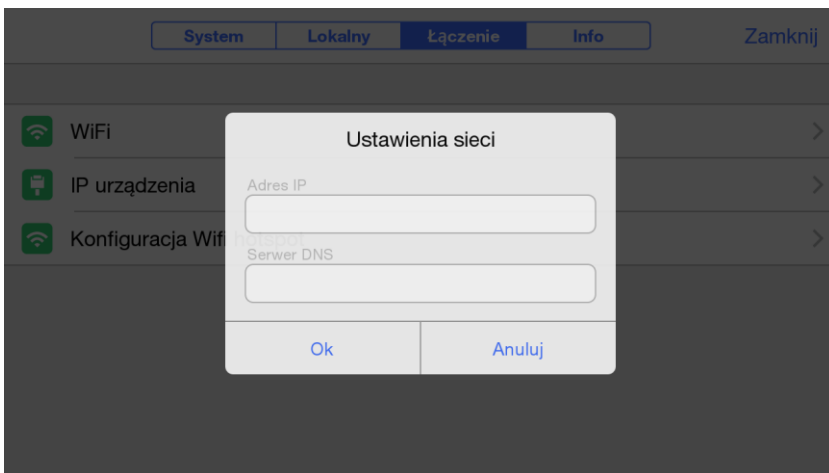 System Lokalny Łączenie Info Zamknij
WiFi
Ustawienia sieci
IP urządzenia
Adres IP
Konfiguracja Wifi hotspot
Serwer DNS
Ok Anuluj